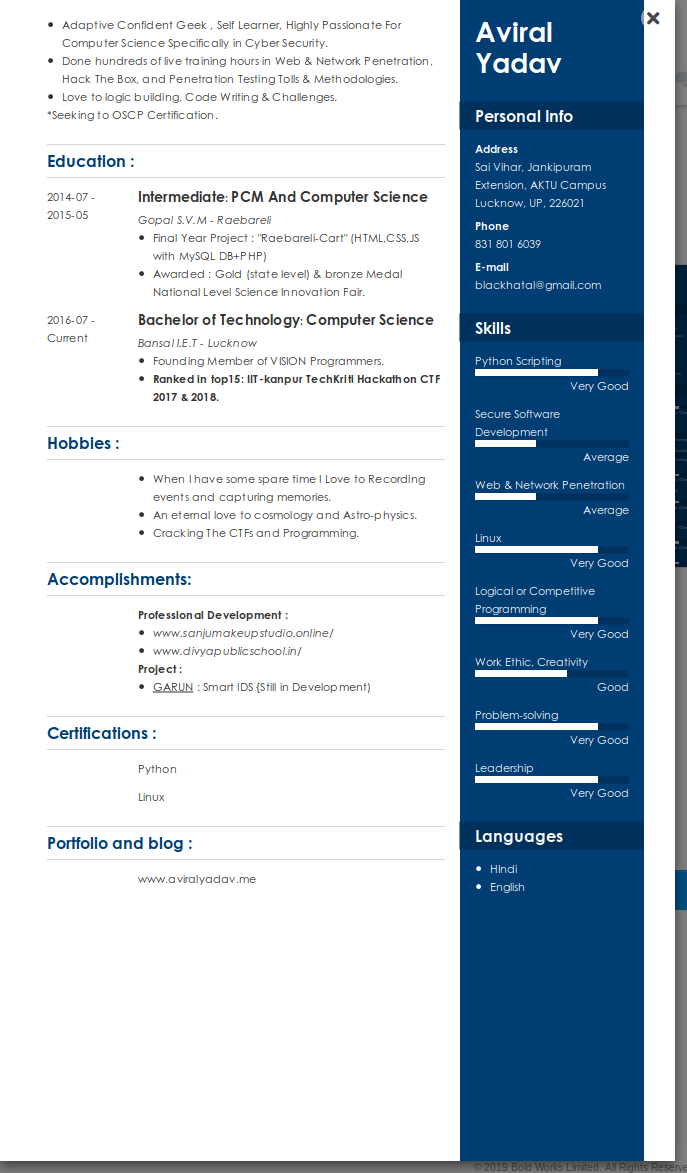 • Adaptive Confident Geek , Self Learner, Highly Passionate For
Computer Science Specifically in Cyber Security.
• Done hundreds of live training hours in Web & Network Penetration,
Hack The Box, and Penetration Testing Tolls & Methodologies.
• Love to logic building, Code Writing & Challenges.
*Seeking to OSCP Certification.
Education :
2014-07 -
2015-05
Intermediate: PCM And Computer Science
Gopal S.V.M - Raebareli
• Final Year Project : "Raebareli-Cart" (HTML,CSS,JS
with MySQL DB+PHP)
• Awarded : Gold (state level) & bronze Medal
National Level Science Innovation Fair.
2016-07 -
Current
Bachelor of Technology: Computer Science
Bansal I.E.T - Lucknow
• Founding Member of VISION Programmers.
• Ranked in top15: IIT-kanpur TechKriti Hackathon CTF
2017 & 2018.
Hobbies :
• When I have some spare time I Love to Recording
events and capturing memories.
• An eternal love to cosmology and Astro-physics.
• Cracking The CTFs and Programming.
Accomplishments:
Professional Development :
• www.sanjumakeupstudio.online/
• www.divyapublicschool.in/
Project :
• GARUN : Smart IDS {Still in Development)
Certifications :
Python
Linux
Portfolio and blog :
www.aviralyadav.me
Aviral
Yadav
Personal Info
Address
Sai Vihar, Jankipuram
Extension, AKTU Campus
Lucknow, UP, 226021
Phone
831 801 6039
E-mail
blackhatal@gmail.com
Skills
Python Scripting
Very Good
Secure Software
Development
Average
Web & Network Penetration
Average
Linux
Very Good
Logical or Competitive
Programming
Very Good
Work Ethic, Creativity
Good
Problem-solving
Very Good
Leadership
Very Good
Languages
• HIndi
• English
© 2019 Bold Works Limited. All Rights Reserve